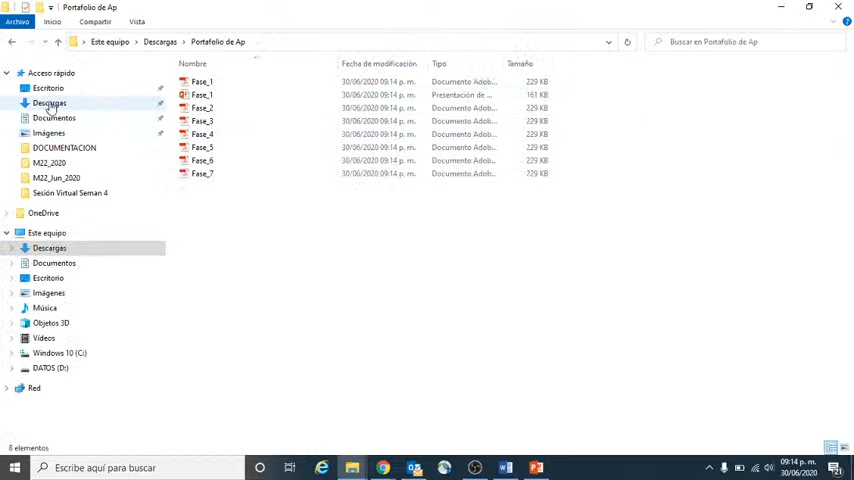 Portafolio de Ap
Archivo Inicio Compartir Vista
Este equipo Descargas Portafolio de Ap
Buscar en Portafolio de Ap
Nombre Fecha de modificación Tipo Tamaño
Fase_1 30/06/2020 09:14 p. m. Documento Adob... 229 KB
Fase_1 30/06/2020 09:14 p. m. Presentación de ... 161 KB
Fase_2 30/06/2020 09:14 p. m. Documento Adob... 229 KB
Fase_3 30/06/2020 09:14 p. m. Documento Adob... 229 KB
Fase_4 30/06/2020 09:14 p. m. Documento Adob... 229 KB
Fase_5 30/06/2020 09:14 p. m. Documento Adob... 229 KB
Fase_6 30/06/2020 09:14 p. m. Documento Adob... 229 KB
Fase_7 30/06/2020 09:14 p. m. Documento Adob... 229 KB
Acceso rápido
Escritorio
Descargas
Documentos
Imágenes
DOCUMENTACION
M22_2020
M22_Jun_2020
Sesión Virtual Seman 4
OneDrive
Este equipo
Descargas
Documentos
Escritorio
Imágenes
Música
Objetos 3D
Vídeos
Windows 10 (C:)
DATOS (D:)
Red
8 elementos
Escribe aquí para buscar
09:14 p. m.
30/06/2020
21